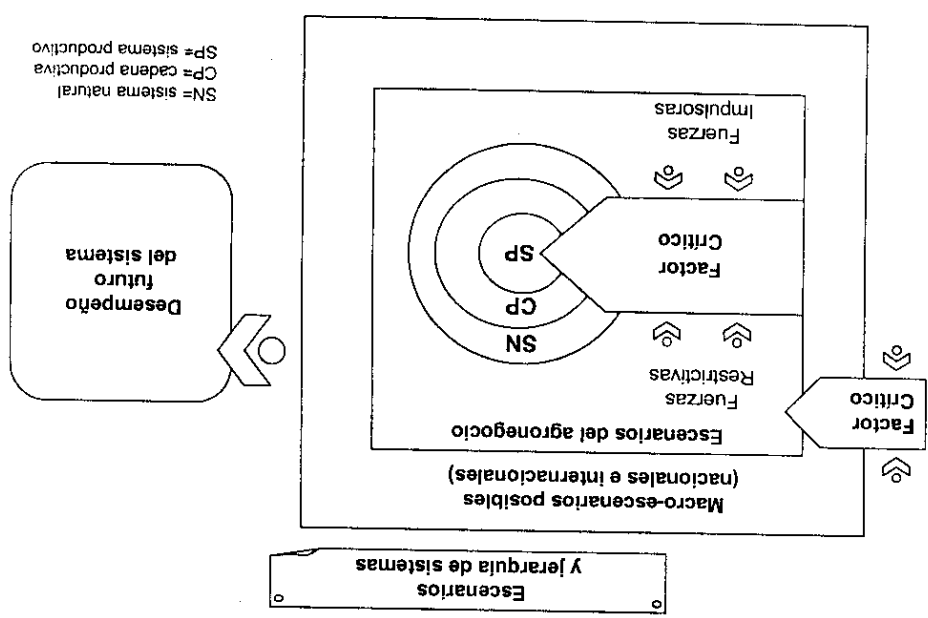 Escenarios
y jerarquía de sistemas
Macro-escenarios posibles
(nacionales e internacionales)
Escenarios del agronegocio
Factor
Crítico
Fuerzas
Restrictivas
Factor
Crítico
Fuerzas
Impulsoras
SN
CP
SP
Desempeño
futuro
del sistema
SN= sistema natural
CP= cadena productiva
SP= sistema productivo